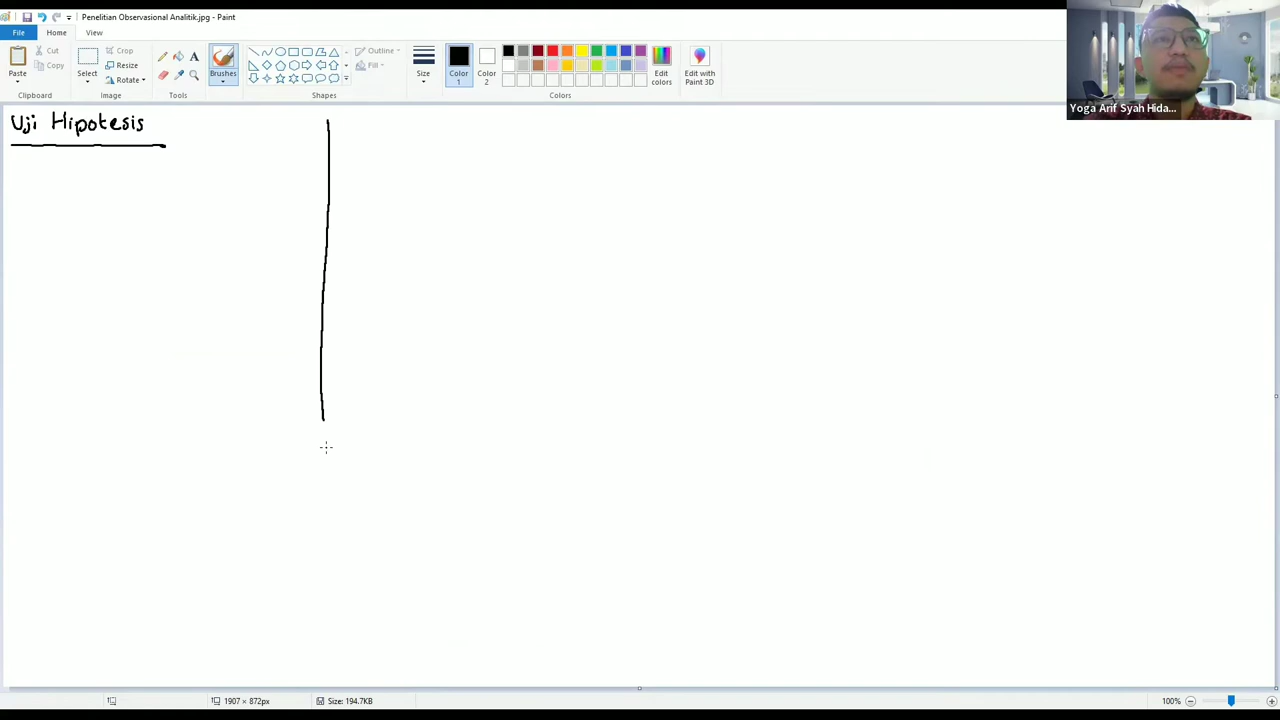 Penelitian Observasional Analitik.jpg - Paint
File
Home
View
Paste
Cut
Copy
Clipboard
Select
Crop
Resize
Rotate
Image
A
Tools
Brushes
Outline
Fill
Shapes
Size
Color 1
Color 2
Edit colors
Colors
Edit with Paint 3D
Yoga Arif Syah Hida...
Uji Hipotesis
1907 × 872px
Size: 194.7KB
100%